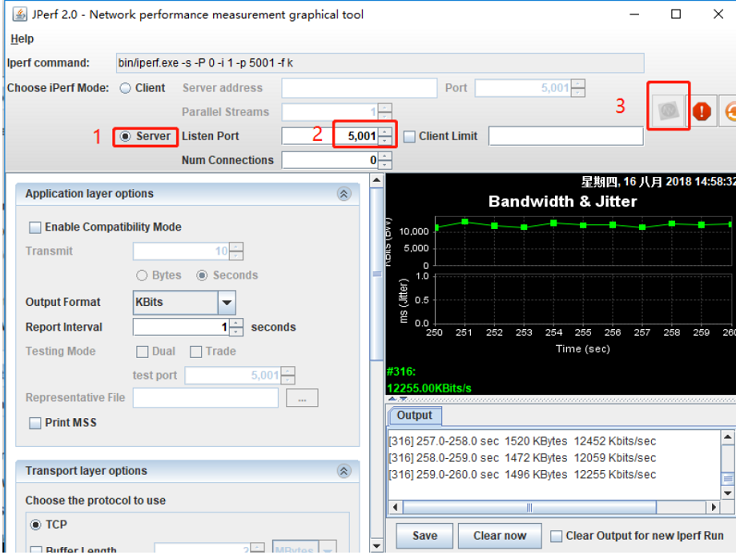 JPerf 2.0 - Network performance measurement graphical tool
Help
Iperf command: bin/iperf.exe -s -P 0 -i 1 -p 5001 -f k
Choose iPerf Mode: Client Server address Port 5,001
Parallel Streams 1
1 Server Listen Port 2 5,001 Client Limit 3
Num Connections 0
Application layer options
Enable Compatibility Mode
Transmit 10
Bytes Seconds
Output Format KBits
Report Interval 1 seconds
Testing Mode Dual Trade
test port 5,001
Representative File ...
Print MSS
Transport layer options
Choose the protocol to use
TCP
Buffer Length 2 MBytes
星期四, 16 八月 2018 14:58:32
Bandwidth & Jitter
KBits (BW)
10,000
5,000
0
ms (Jitter)
1.0
0.5
0.0
250 251 252 253 254 255 256 257 258 259 260
Time (sec)
#316:
12255.00KBits/s
Output
[316] 257.0-258.0 sec 1520 KBytes 12452 Kbits/sec
[316] 258.0-259.0 sec 1472 KBytes 12059 Kbits/sec
[316] 259.0-260.0 sec 1496 KBytes 12255 Kbits/sec
Save Clear now Clear Output for new Iperf Run